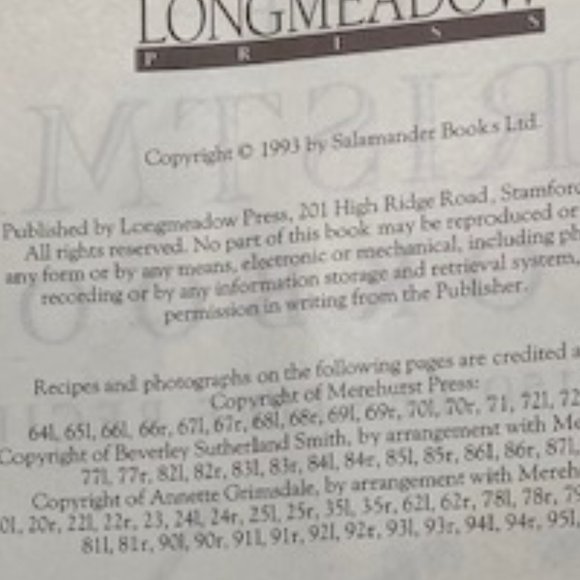 LONGMEADOW
P R E S S
Copyright © 1993 by Salamander Books Ltd.
Published by Longmeadow Press, 201 High Ridge Road, Stamford
All rights reserved. No part of this book may be reproduced or
any form or by any means, electronic or mechanical, including ph
recording or by any information storage and retrieval system,
permission in writing from the Publisher.
Recipes and photographs on the following pages are credited a
Copyright of Merehurst Press:
64l, 65l, 66l, 66r, 67l, 67r, 68l, 68r, 69l, 69r, 70l, 70r, 71, 72l, 72
Copyright of Beverley Sutherland Smith, by arrangement with Me
77l, 77r, 82l, 82r, 83l, 83r, 84l, 84r, 85l, 85r, 86l, 86r, 87l,
Copyright of Annette Grimsdale, by arrangement with Mereh
0l, 20r, 22l, 22r, 23, 24l, 24r, 25l, 25r, 35l, 35r, 62l, 62r, 78l, 78r, 79
81l, 81r, 90l, 90r, 91l, 91r, 92l, 92r, 93l, 93r, 94l, 94r, 95l,